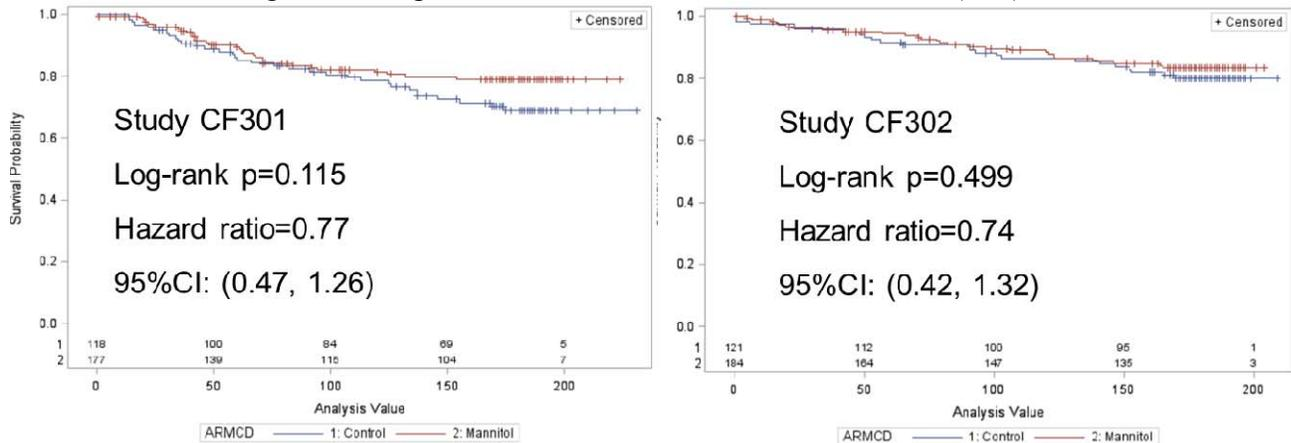 + Censored
1.0
0.8
0.6
0.4
0.2
0.0
Survival Probability
Study CF301
Log-rank p=0.115
Hazard ratio=0.77
95%CI: (0.47, 1.26)
1 118 100 84 69 5
2 177 139 116 104 7
0 50 100 150 200
Analysis Value
ARMCD 1: Control 2: Mannitol
+ Censored
1.0
0.8
0.6
0.4
0.2
0.0
Study CF302
Log-rank p=0.499
Hazard ratio=0.74
95%CI: (0.42, 1.32)
1 121 112 100 95 1
2 184 164 147 135 3
0 50 100 150 200
Analysis Value
ARMCD 1: Control 2: Mannitol